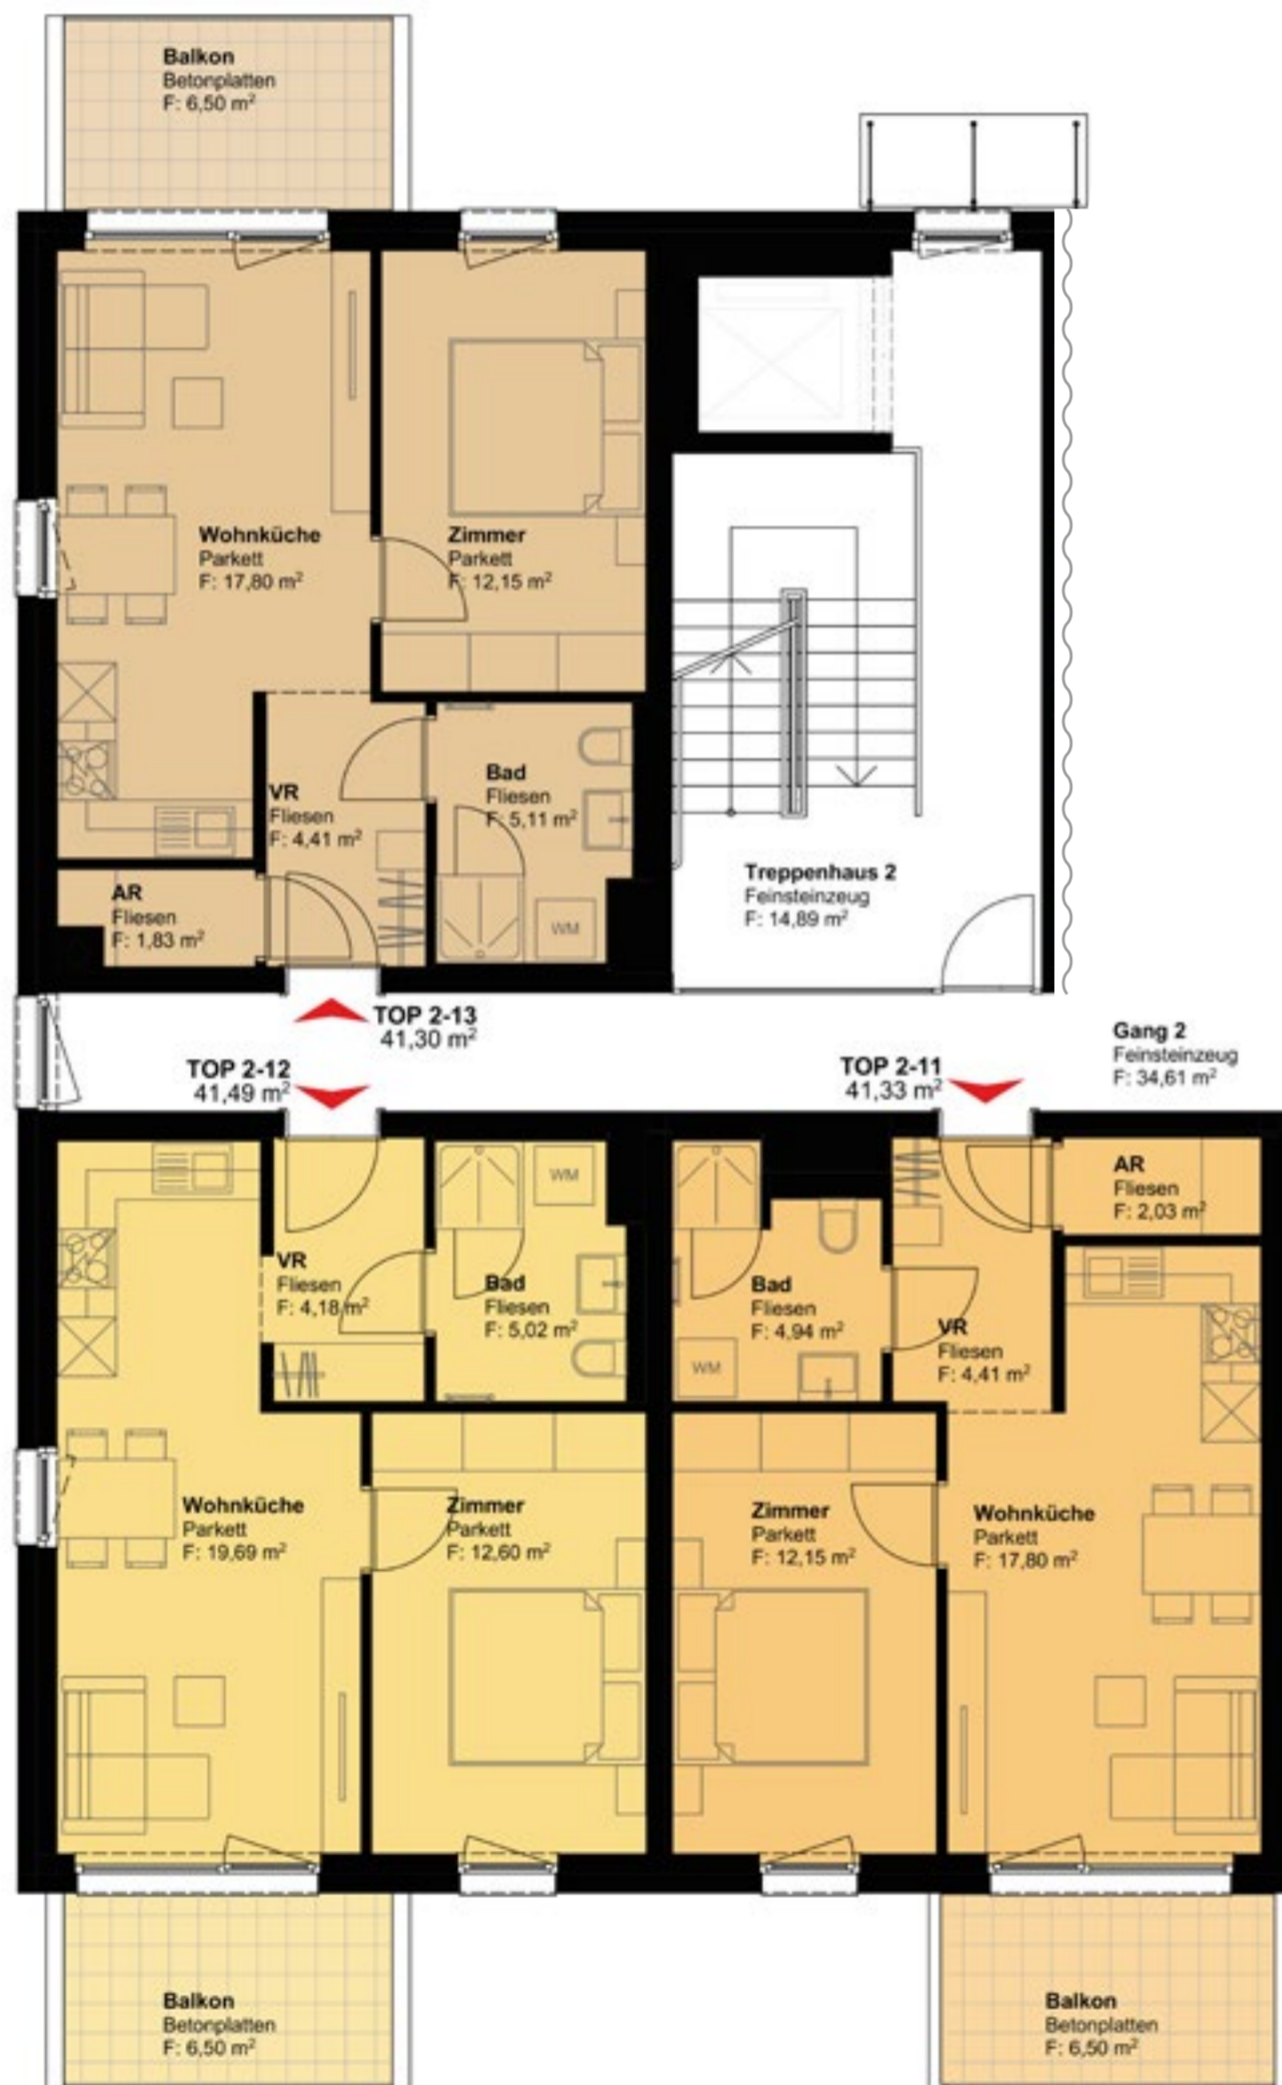 Balkon
Betonplatten
F: 6,50 m²
Wohnküche
Parkett
F: 17,80 m²
Zimmer
Parkett
F: 12,15 m²
VR
Fliesen
F: 4,41 m²
Bad
Fliesen
F: 5,11 m²
AR
Fliesen
F: 1,83 m²
WM
Treppenhaus 2
Feinsteinzeug
F: 14,89 m²
TOP 2-13
41,30 m²
TOP 2-12
41,49 m²
TOP 2-11
41,33 m²
Gang 2
Feinsteinzeug
F: 34,61 m²
WM
VR
Fliesen
F: 4,18 m²
Bad
Fliesen
F: 5,02 m²
Bad
Fliesen
F: 4,94 m²
WM
VR
Fliesen
F: 4,41 m²
AR
Fliesen
F: 2,03 m²
Wohnküche
Parkett
F: 19,69 m²
Zimmer
Parkett
F: 12,60 m²
Zimmer
Parkett
F: 12,15 m²
Wohnküche
Parkett
F: 17,80 m²
Balkon
Betonplatten
F: 6,50 m²
Balkon
Betonplatten
F: 6,50 m²